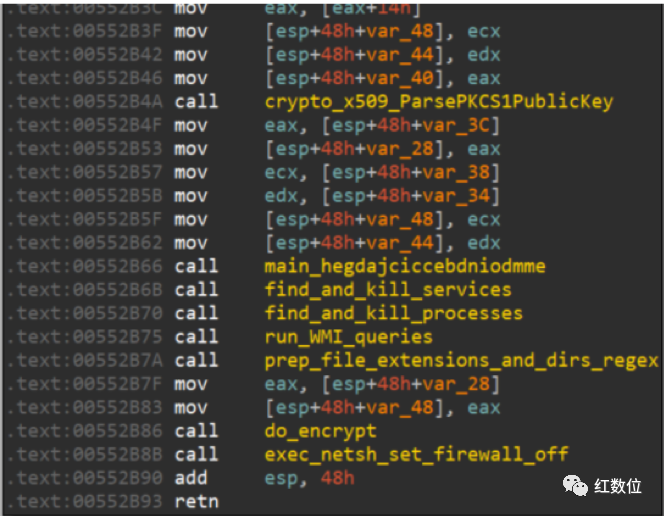 .text:00552B3C mov eax, [eax+14h]
.text:00552B3F mov [esp+48h+var_48], ecx
.text:00552B42 mov [esp+48h+var_44], edx
.text:00552B46 mov [esp+48h+var_40], eax
.text:00552B4A call crypto_x509_ParsePKCS1PublicKey
.text:00552B4F mov eax, [esp+48h+var_3C]
.text:00552B53 mov [esp+48h+var_28], eax
.text:00552B57 mov ecx, [esp+48h+var_38]
.text:00552B5B mov edx, [esp+48h+var_34]
.text:00552B5F mov [esp+48h+var_48], ecx
.text:00552B62 mov [esp+48h+var_44], edx
.text:00552B66 call main_hegdajciccebdniodmme
.text:00552B6B call find_and_kill_services
.text:00552B70 call find_and_kill_processes
.text:00552B75 call run_WMI_queries
.text:00552B7A call prep_file_extensions_and_dirs_regex
.text:00552B7F mov eax, [esp+48h+var_28]
.text:00552B83 mov [esp+48h+var_48], eax
.text:00552B86 call do_encrypt
.text:00552B8B call exec_netsh_set_firewall_off
.text:00552B90 add esp, 48h
.text:00552B93 retn
红数位